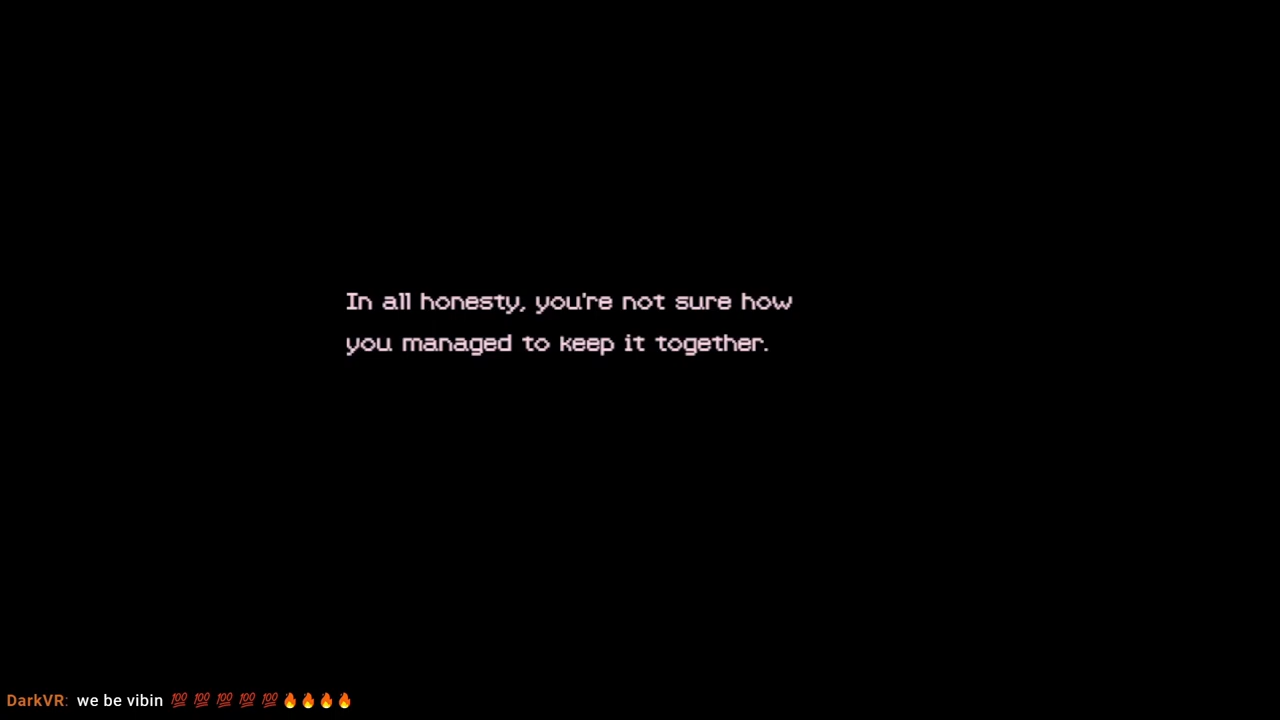 In all honesty, you're not sure how
you managed to keep it together.
DarkVR: we be vibin 💯 💯 💯 💯 💯🔥🔥🔥🔥